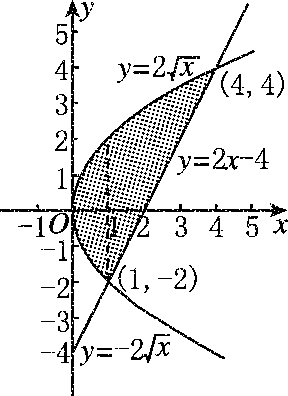 y
5
4
y=2√x
(4, 4)
3
2
y=2x-4
1
-1 O 1 2 3 4 5 x
-1
-2
(1, -2)
-3
-4
y=-2√x